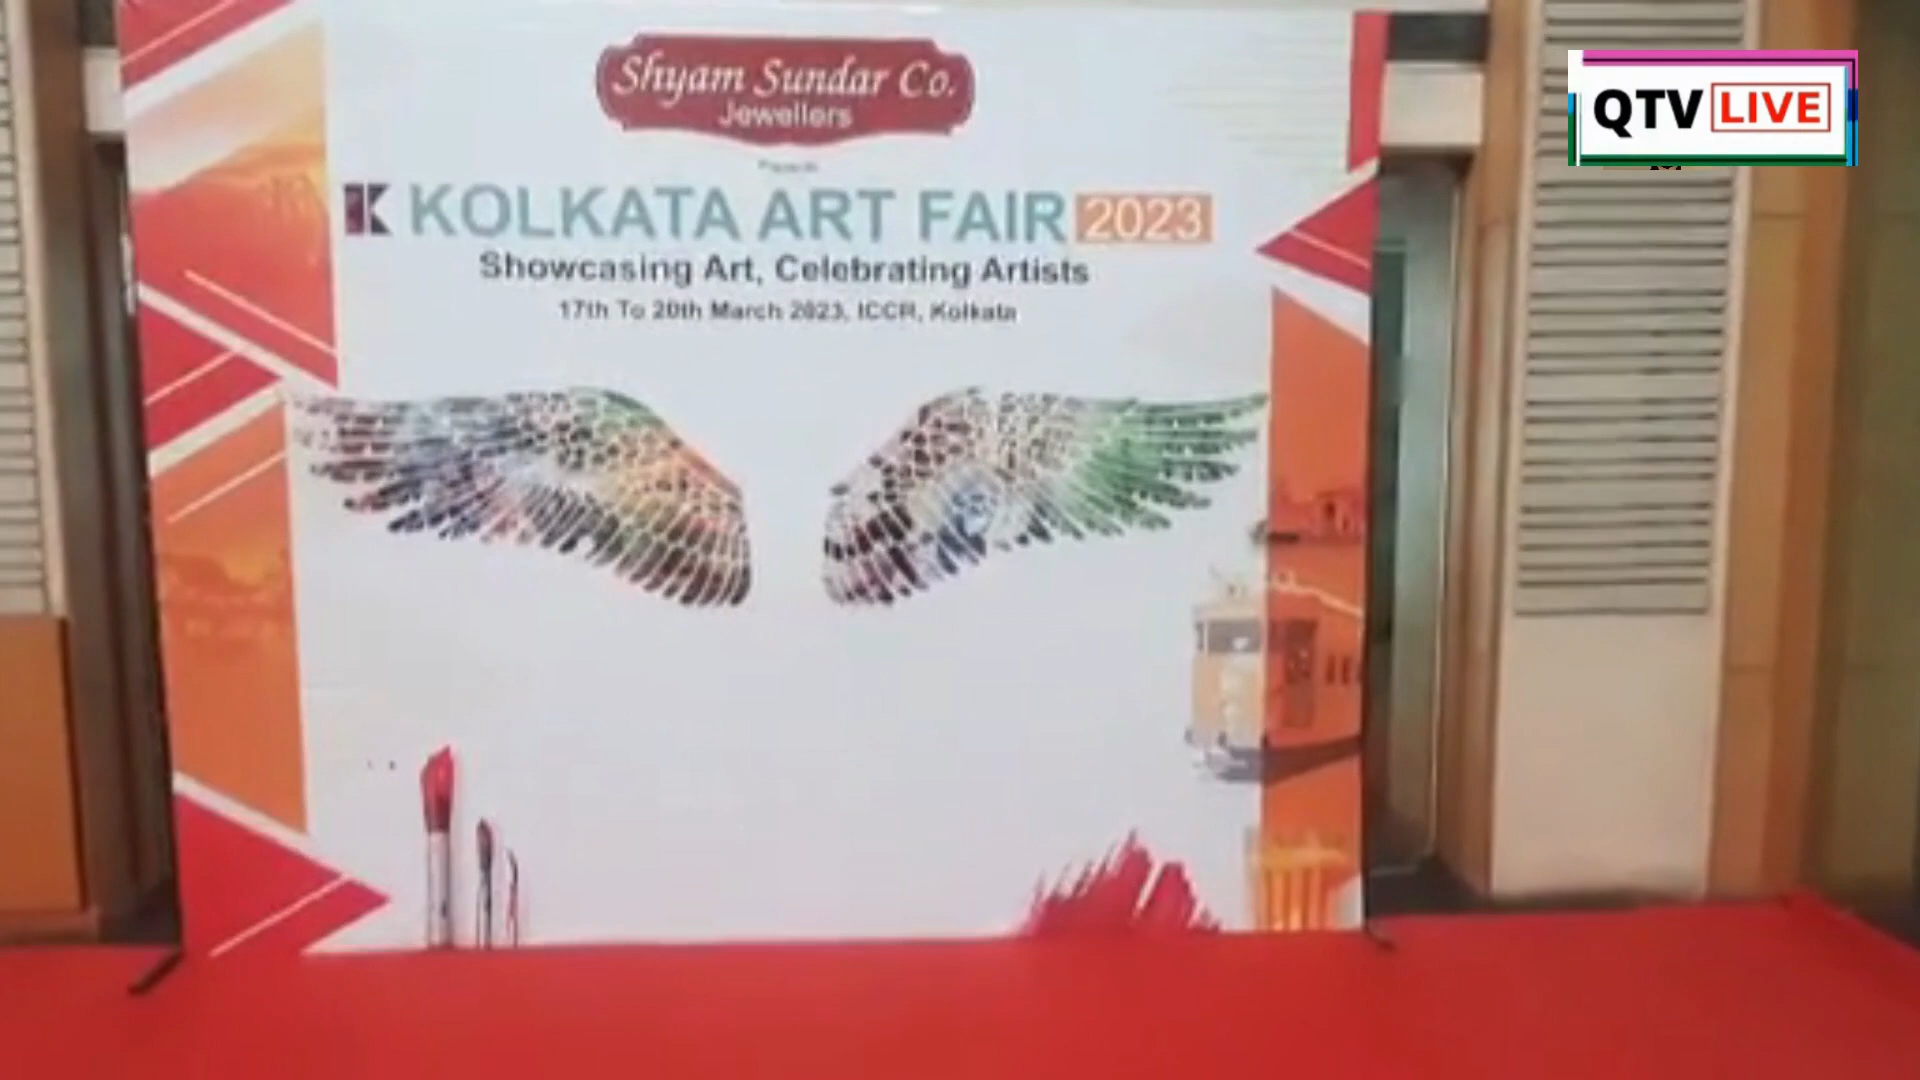 Shyam Sundar Co.
Jewellers
Presents
K KOLKATA ART FAIR 2023
Showcasing Art, Celebrating Artists
17th To 20th March 2023, ICCR, Kolkata
QTV LIVE